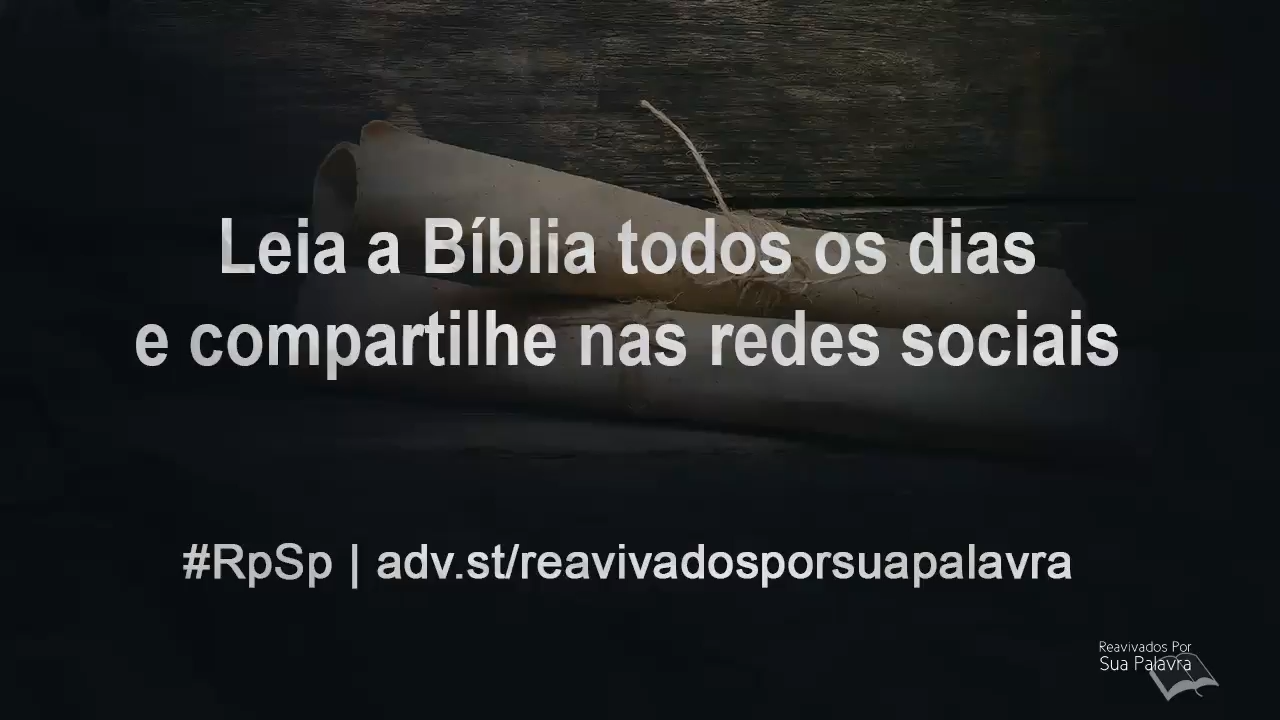 Leia a Bíblia todos os dias
e compartilhe nas redes sociais
#RpSp | adv.st/reavivadosporsuapalavra
Reavivados Por
Sua Palavra